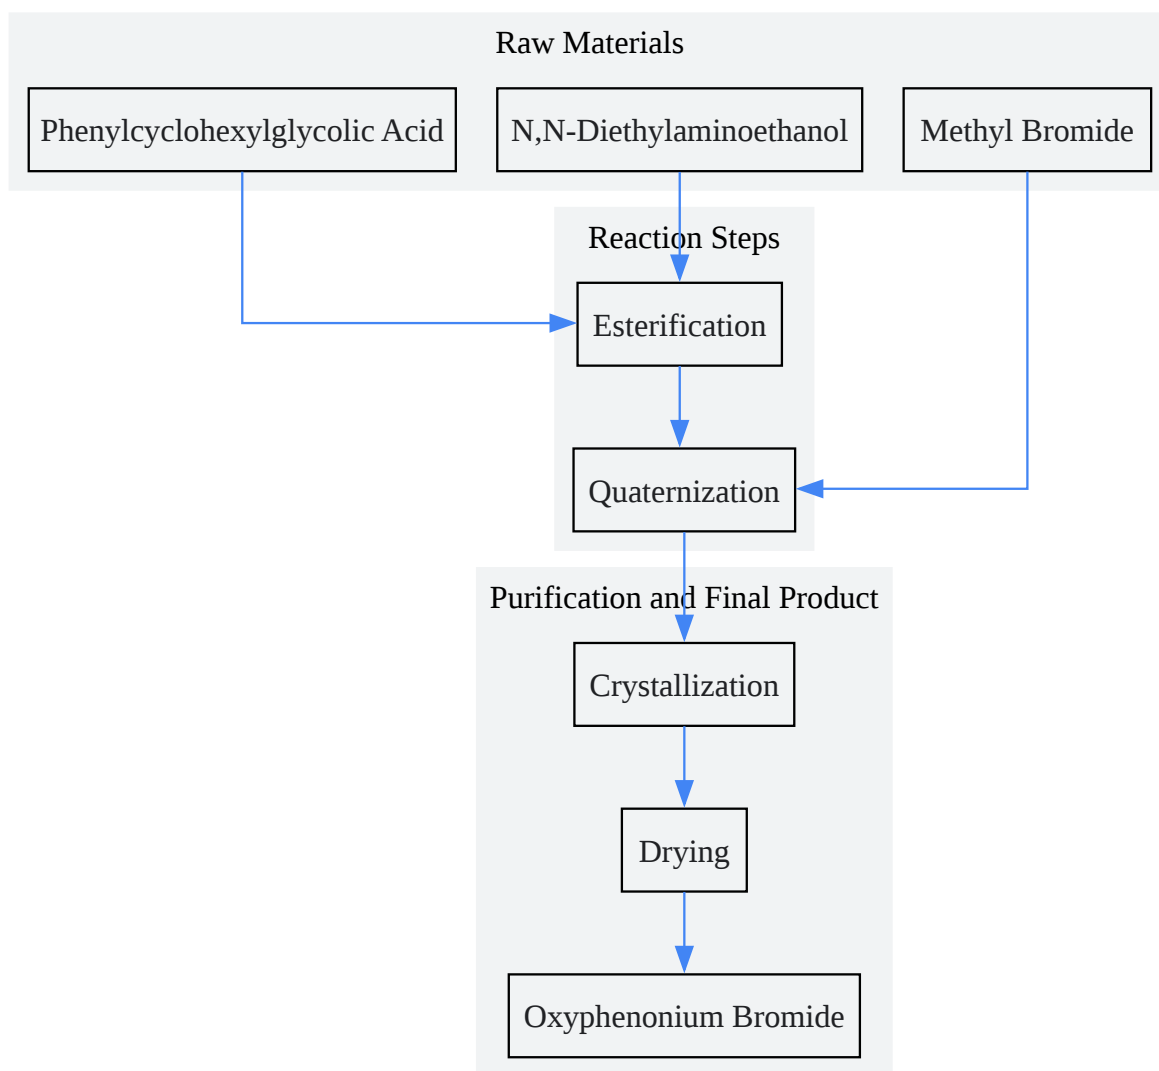 Raw Materials
Phenylcyclohexylglycolic Acid
N,N-Diethylaminoethanol
Methyl Bromide
Reaction Steps
Esterification
Quaternization
Purification and Final Product
Crystallization
Drying
Oxyphenonium Bromide